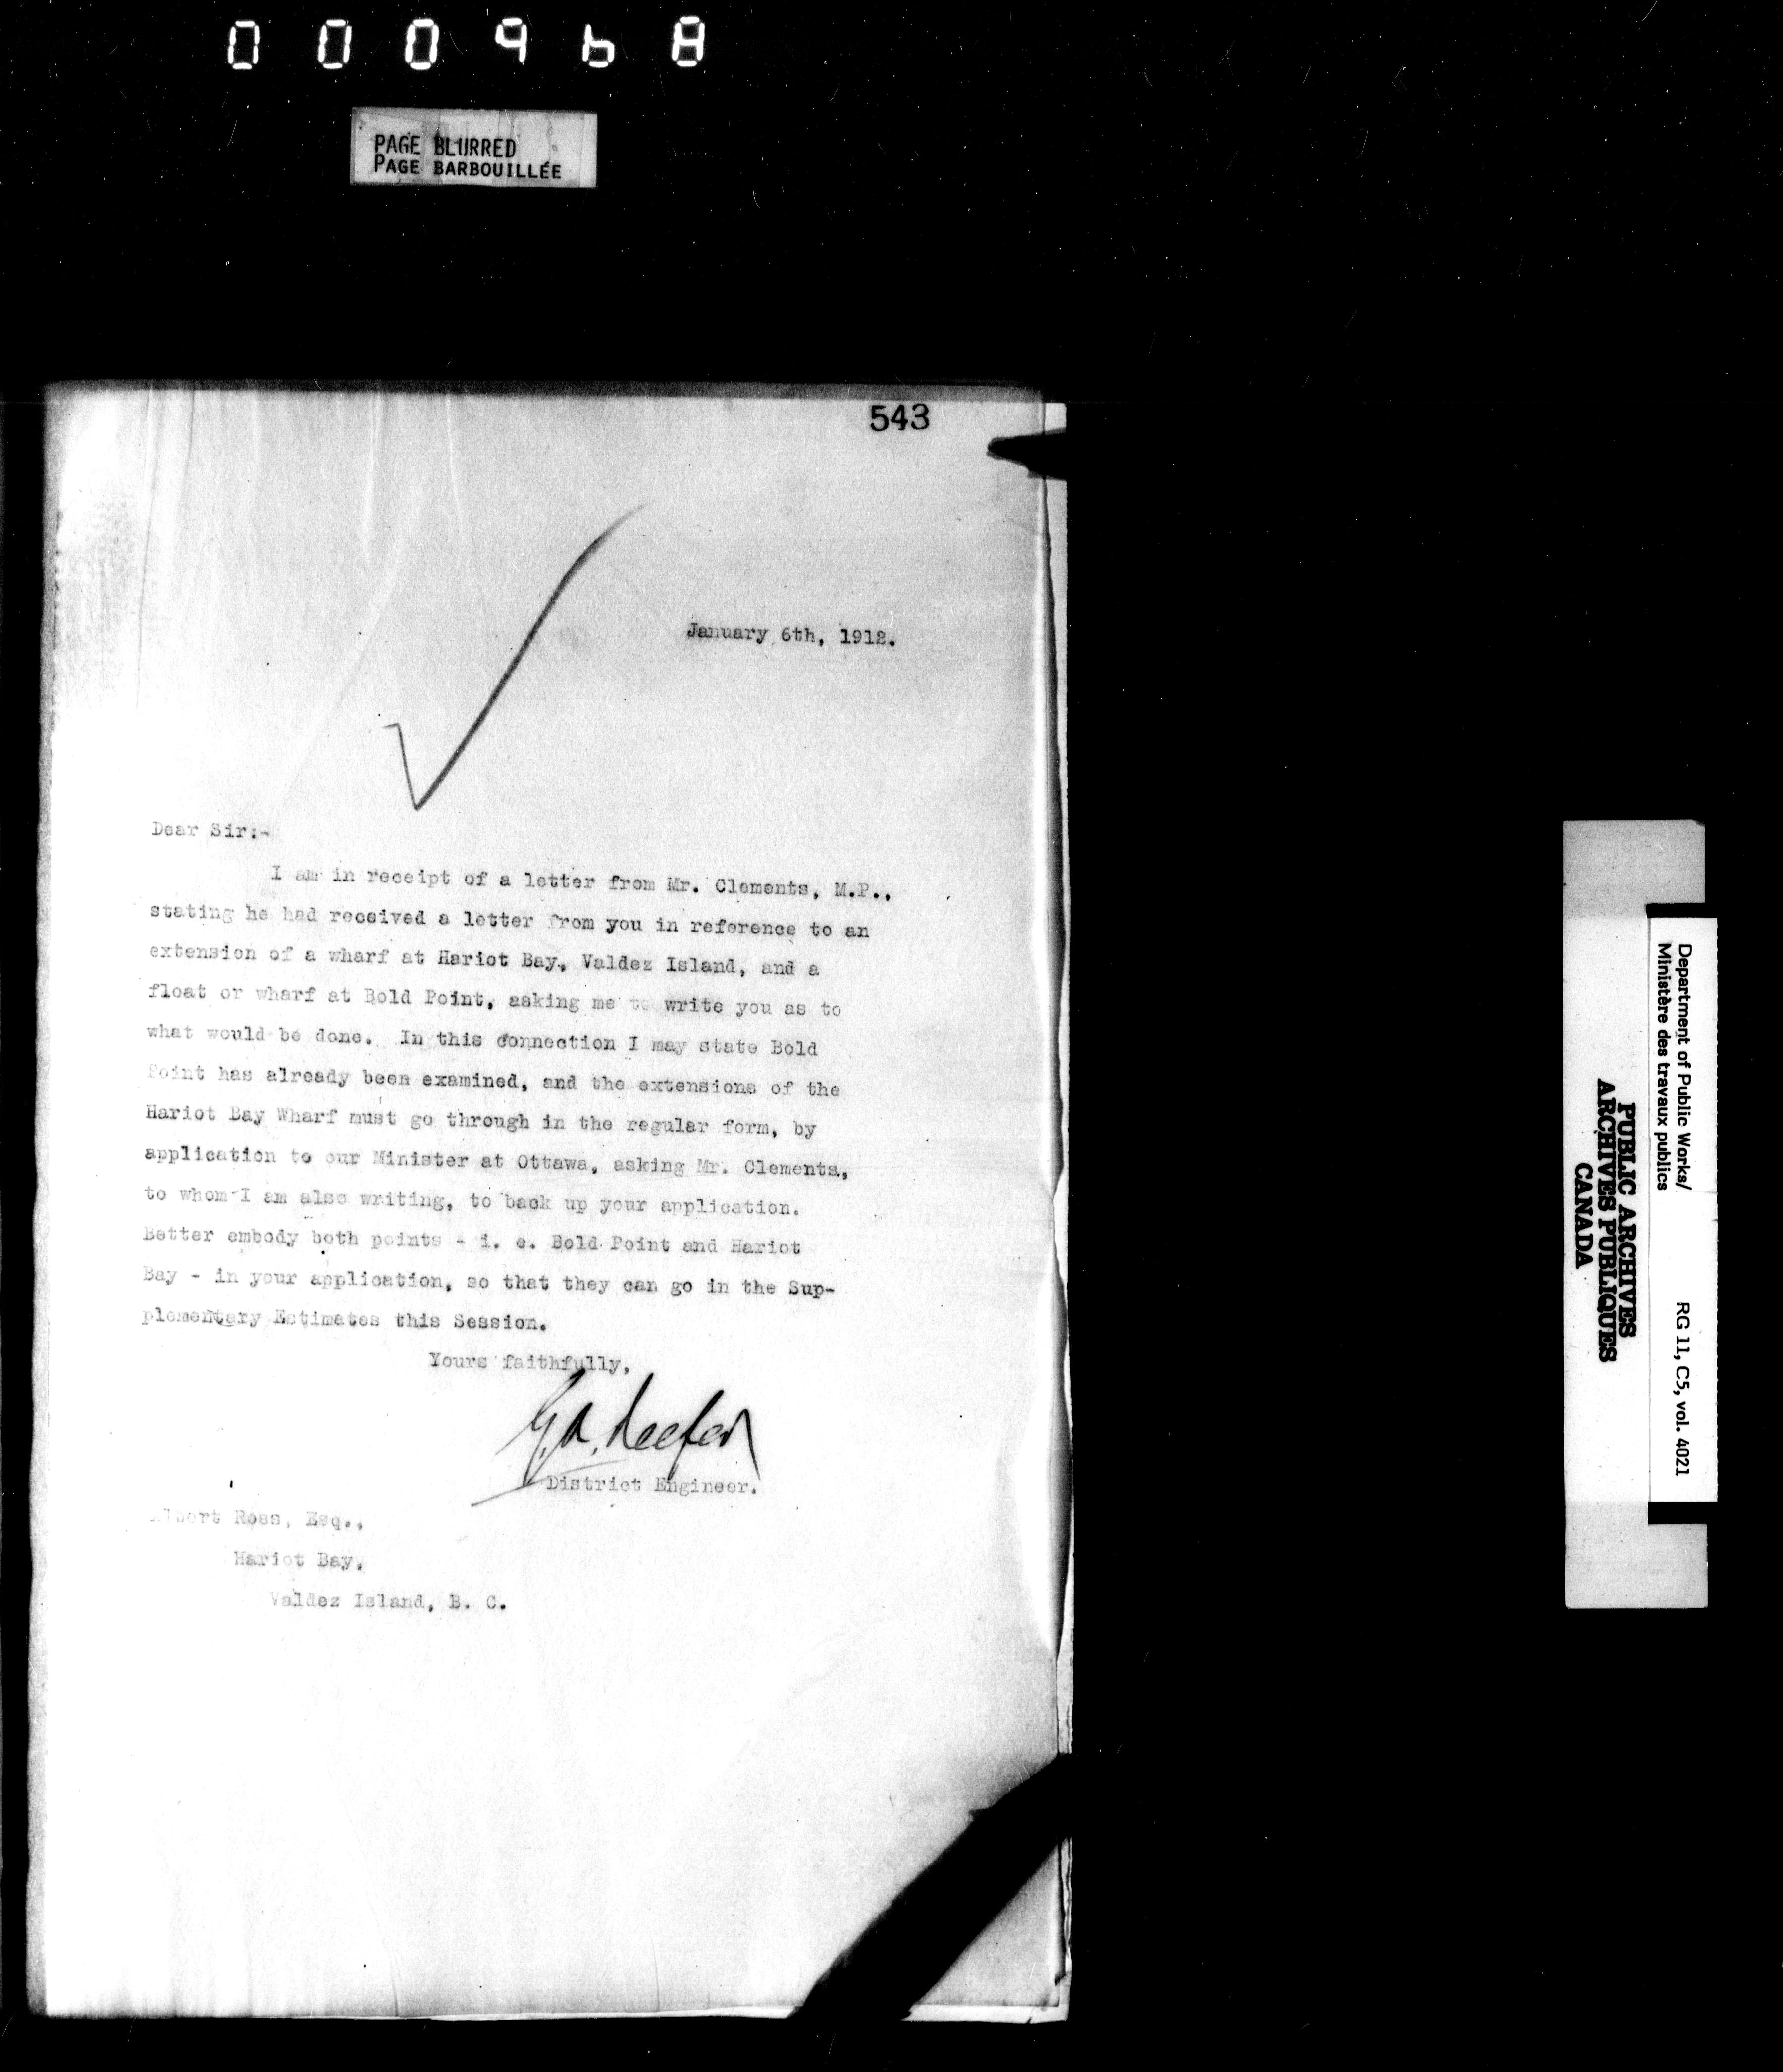 000968
PAGE BLURRED
PAGE BARBOUILLÉE
543
January 6th, 1912.
Dear Sir:-
I am in receipt of a letter from Mr. Clements, M.P.,
stating he had received a letter from you in reference to an
extension of a wharf at Hariot Bay, Valdez Island, and a
float or wharf at Bold Point, asking me to write you as to
what would be done. In this connection I may state Bold
Point has already been examined, and the extensions of the
Hariot Bay Wharf must go through in the regular form, by
application to our Minister at Ottawa, asking Mr. Clements,
to whom I am also writing, to back up your application.
Better embody both points - i. e. Bold Point and Hariot
Bay - in your application, so that they can go in the Sup-
plementary Estimates this Session.
Yours faithfully,
G.A. Keefer
District Engineer.
Albert Ross, Esq.,
Hariot Bay,
Valdez Island, B. C.
Department of Public Works/
Ministère des travaux publics
RG 11, C5, vol. 4021
PUBLIC ARCHIVES
ARCHIVES PUBLIQUES
CANADA